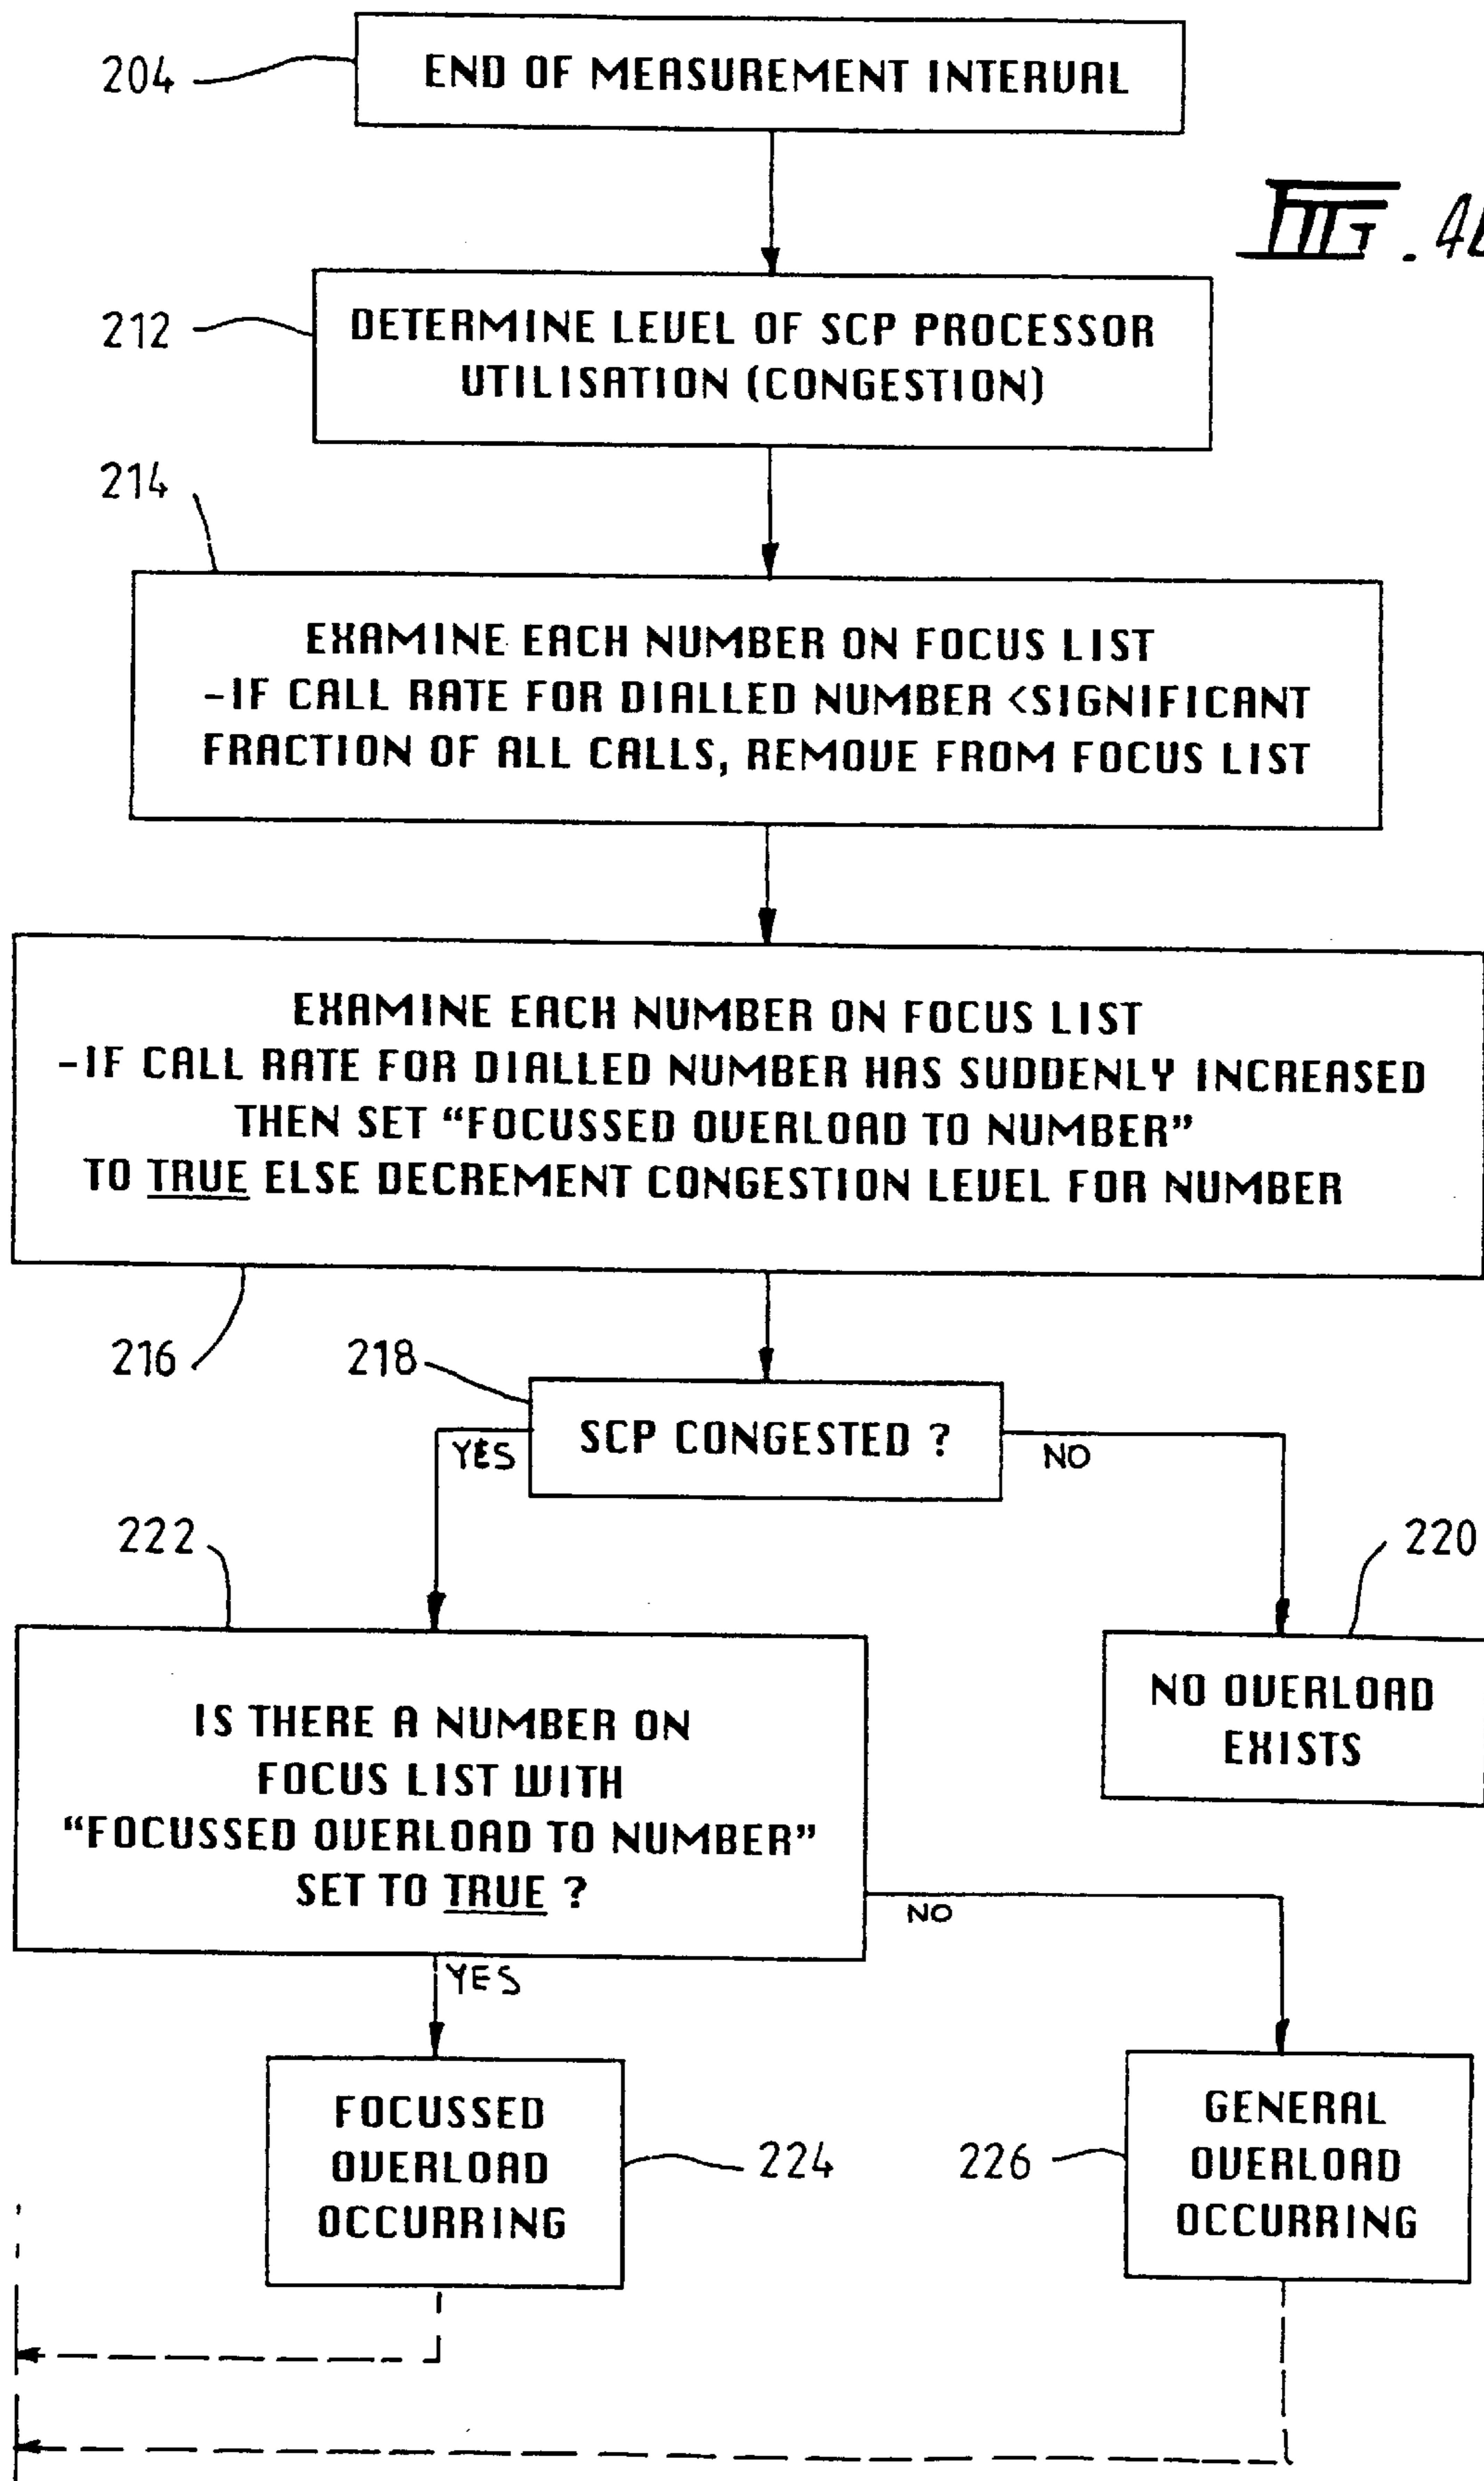 204
END OF MEASUREMENT INTERVAL
FIG. 4
212
DETERMINE LEVEL OF SCP PROCESSOR
UTILISATION (CONGESTION)
214
EXAMINE EACH NUMBER ON FOCUS LIST
-IF CALL RATE FOR DIALLED NUMBER <SIGNIFICANT
FRACTION OF ALL CALLS, REMOVE FROM FOCUS LIST
EXAMINE EACH NUMBER ON FOCUS LIST
-IF CALL RATE FOR DIALLED NUMBER HAS SUDDENLY INCREASED
THEN SET “FOCUSSED OVERLOAD TO NUMBER”
TO TRUE ELSE DECREMENT CONGESTION LEVEL FOR NUMBER
216
218
SCP CONGESTED ?
YES
NO
222
220
IS THERE A NUMBER ON
FOCUS LIST WITH
“FOCUSSED OVERLOAD TO NUMBER”
SET TO TRUE ?
NO OVERLOAD
EXISTS
NO
YES
FOCUSSED
OVERLOAD
OCCURRING
224
226
GENERAL
OVERLOAD
OCCURRING